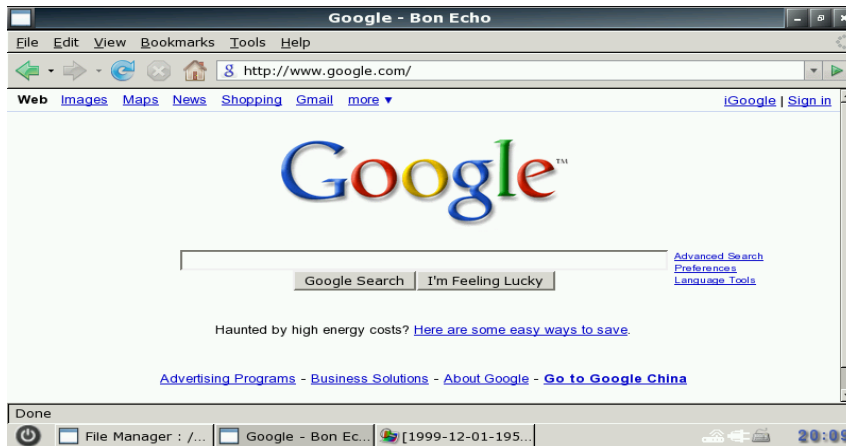 Google - Bon Echo
File Edit View Bookmarks Tools Help
http://www.google.com/
Web Images Maps News Shopping Gmail more ▼ iGoogle | Sign in
Google™
Advanced Search
Preferences
Language Tools
Google Search I'm Feeling Lucky
Haunted by high energy costs? Here are some easy ways to save.
Advertising Programs - Business Solutions - About Google - Go to Google China
Done
File Manager : /... Google - Bon Ec... [1999-12-01-195... 20:09